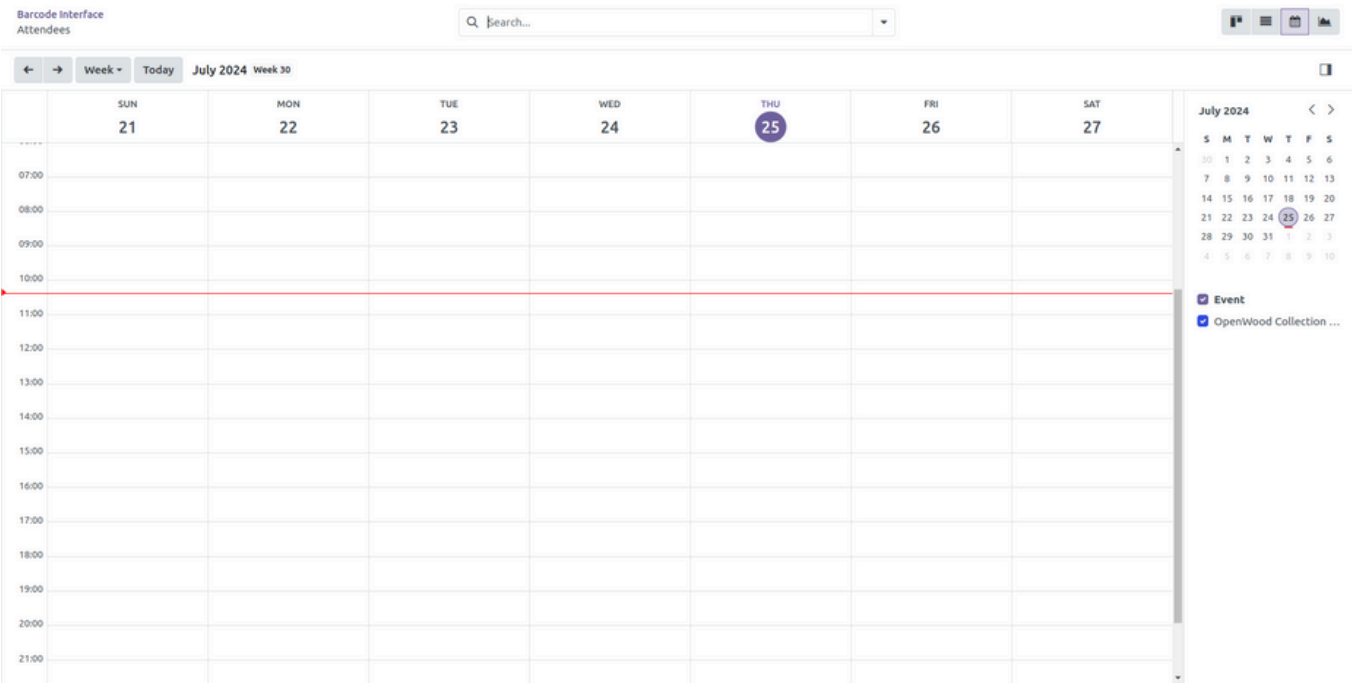 Barcode Interface
Attendees
Search...
Week Today July 2024 Week 30
SUN MON TUE WED THU FRI SAT
21 22 23 24 25 26 27
07:00
08:00
09:00
10:00
11:00
12:00
13:00
14:00
15:00
16:00
17:00
18:00
19:00
20:00
21:00
July 2024
S M T W T F S
30 1 2 3 4 5 6
7 8 9 10 11 12 13
14 15 16 17 18 19 20
21 22 23 24 25 26 27
28 29 30 31 1 2 3
4 5 6 7 8 9 10
Event
OpenWood Collection ...